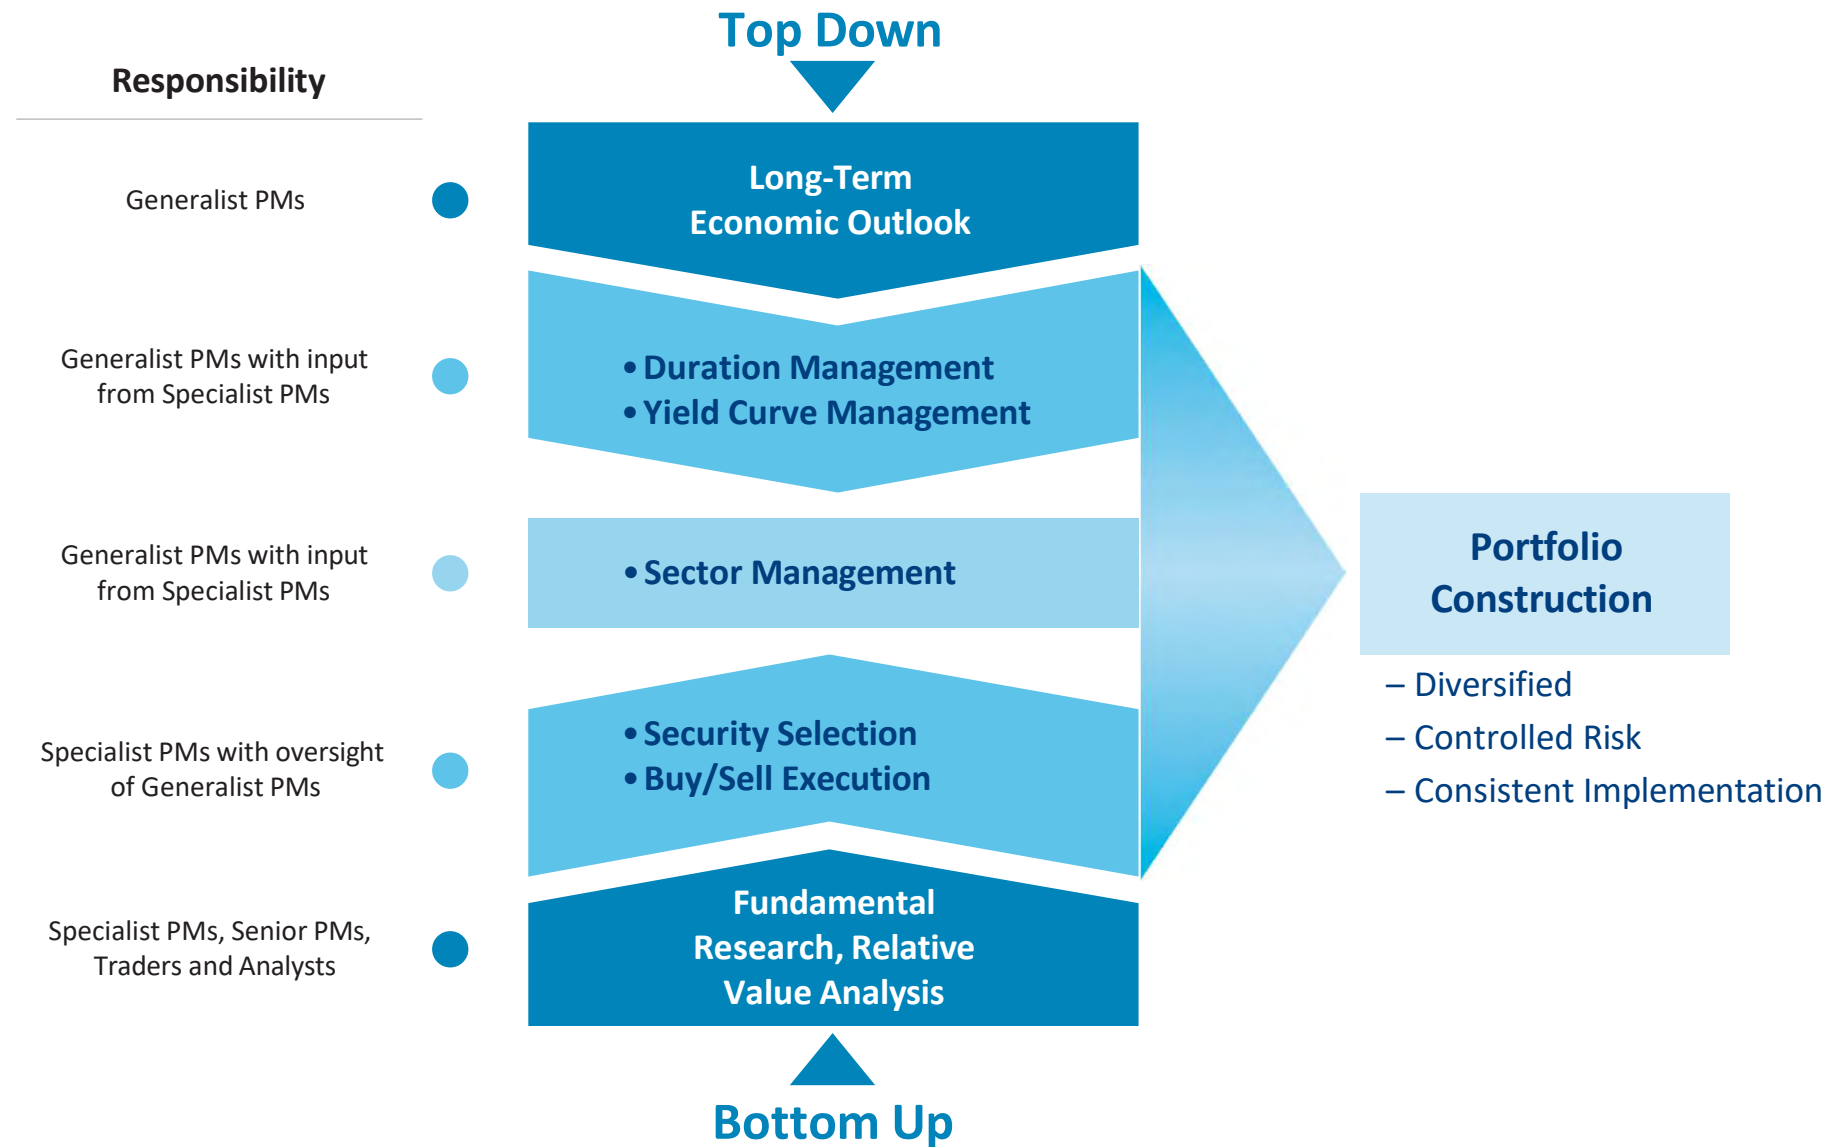 Top Down
Responsibility
Generalist PMs
Long-Term
Economic Outlook
Generalist PMs with input
from Specialist PMs
• Duration Management
• Yield Curve Management
Generalist PMs with input
from Specialist PMs
• Sector Management
Portfolio
Construction
– Diversified
– Controlled Risk
– Consistent Implementation
Specialist PMs with oversight
of Generalist PMs
• Security Selection
• Buy/Sell Execution
Specialist PMs, Senior PMs,
Traders and Analysts
Fundamental
Research, Relative
Value Analysis
Bottom Up